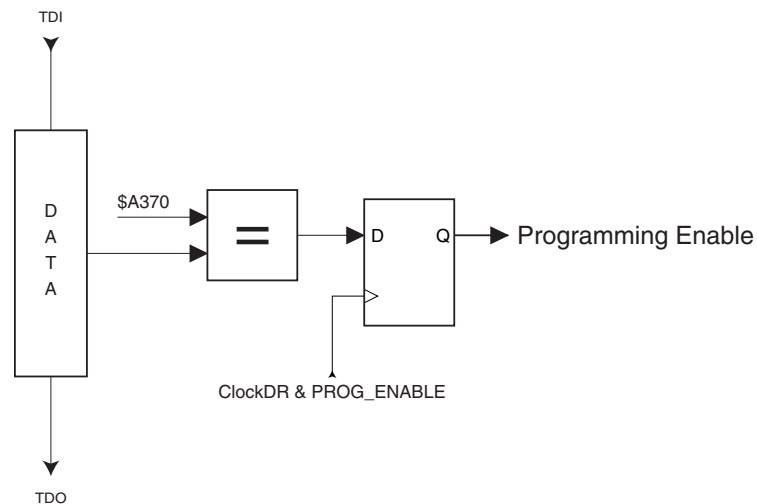 TDI
D
A
T
A
$A370
=
D
Q
Programming Enable
ClockDR & PROG_ENABLE
TDO